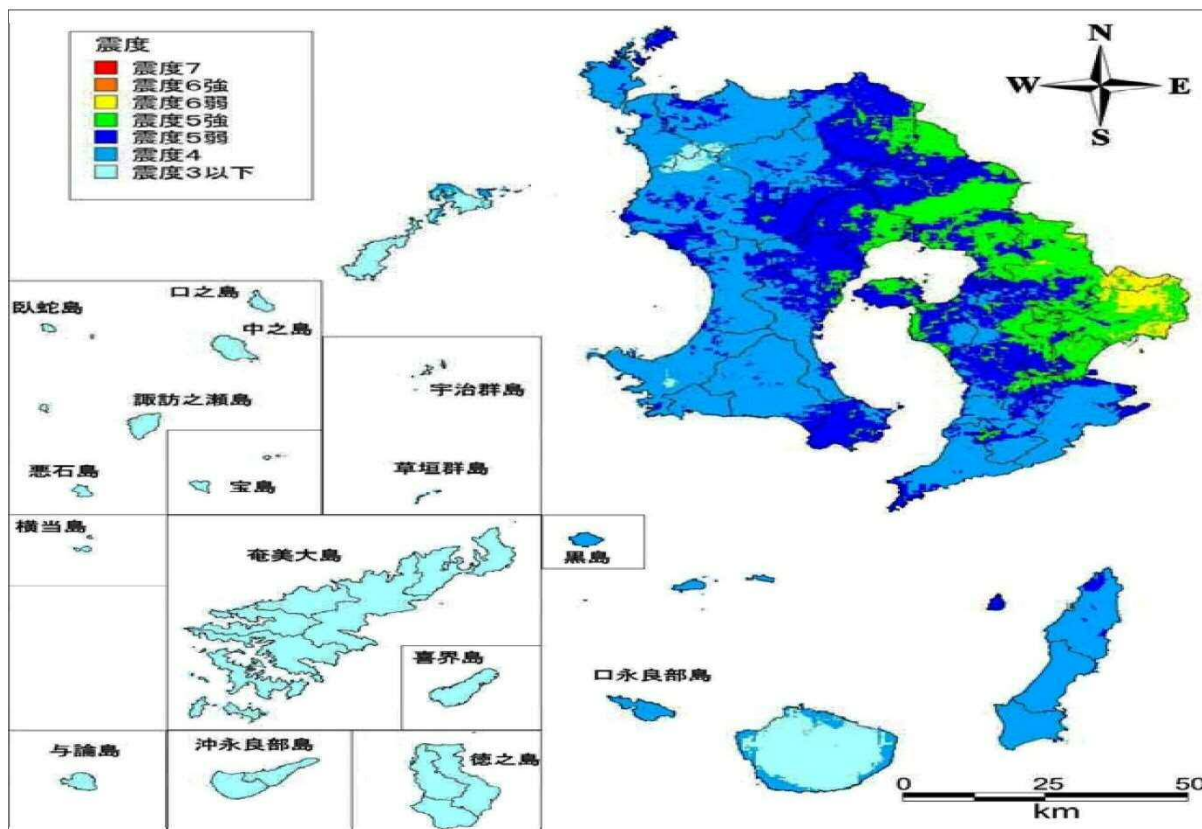 震度
震度7
震度6強
震度6弱
震度5強
震度5弱
震度4
震度3以下
N
W
E
S
口之島
臥蛇島
中之島
諏訪之瀬島
宇治群島
悪石島
宝島
草垣群島
横当島
奄美大島
黒島
喜界島
口永良部島
与論島
沖永良部島
徳之島
0 25 50
km